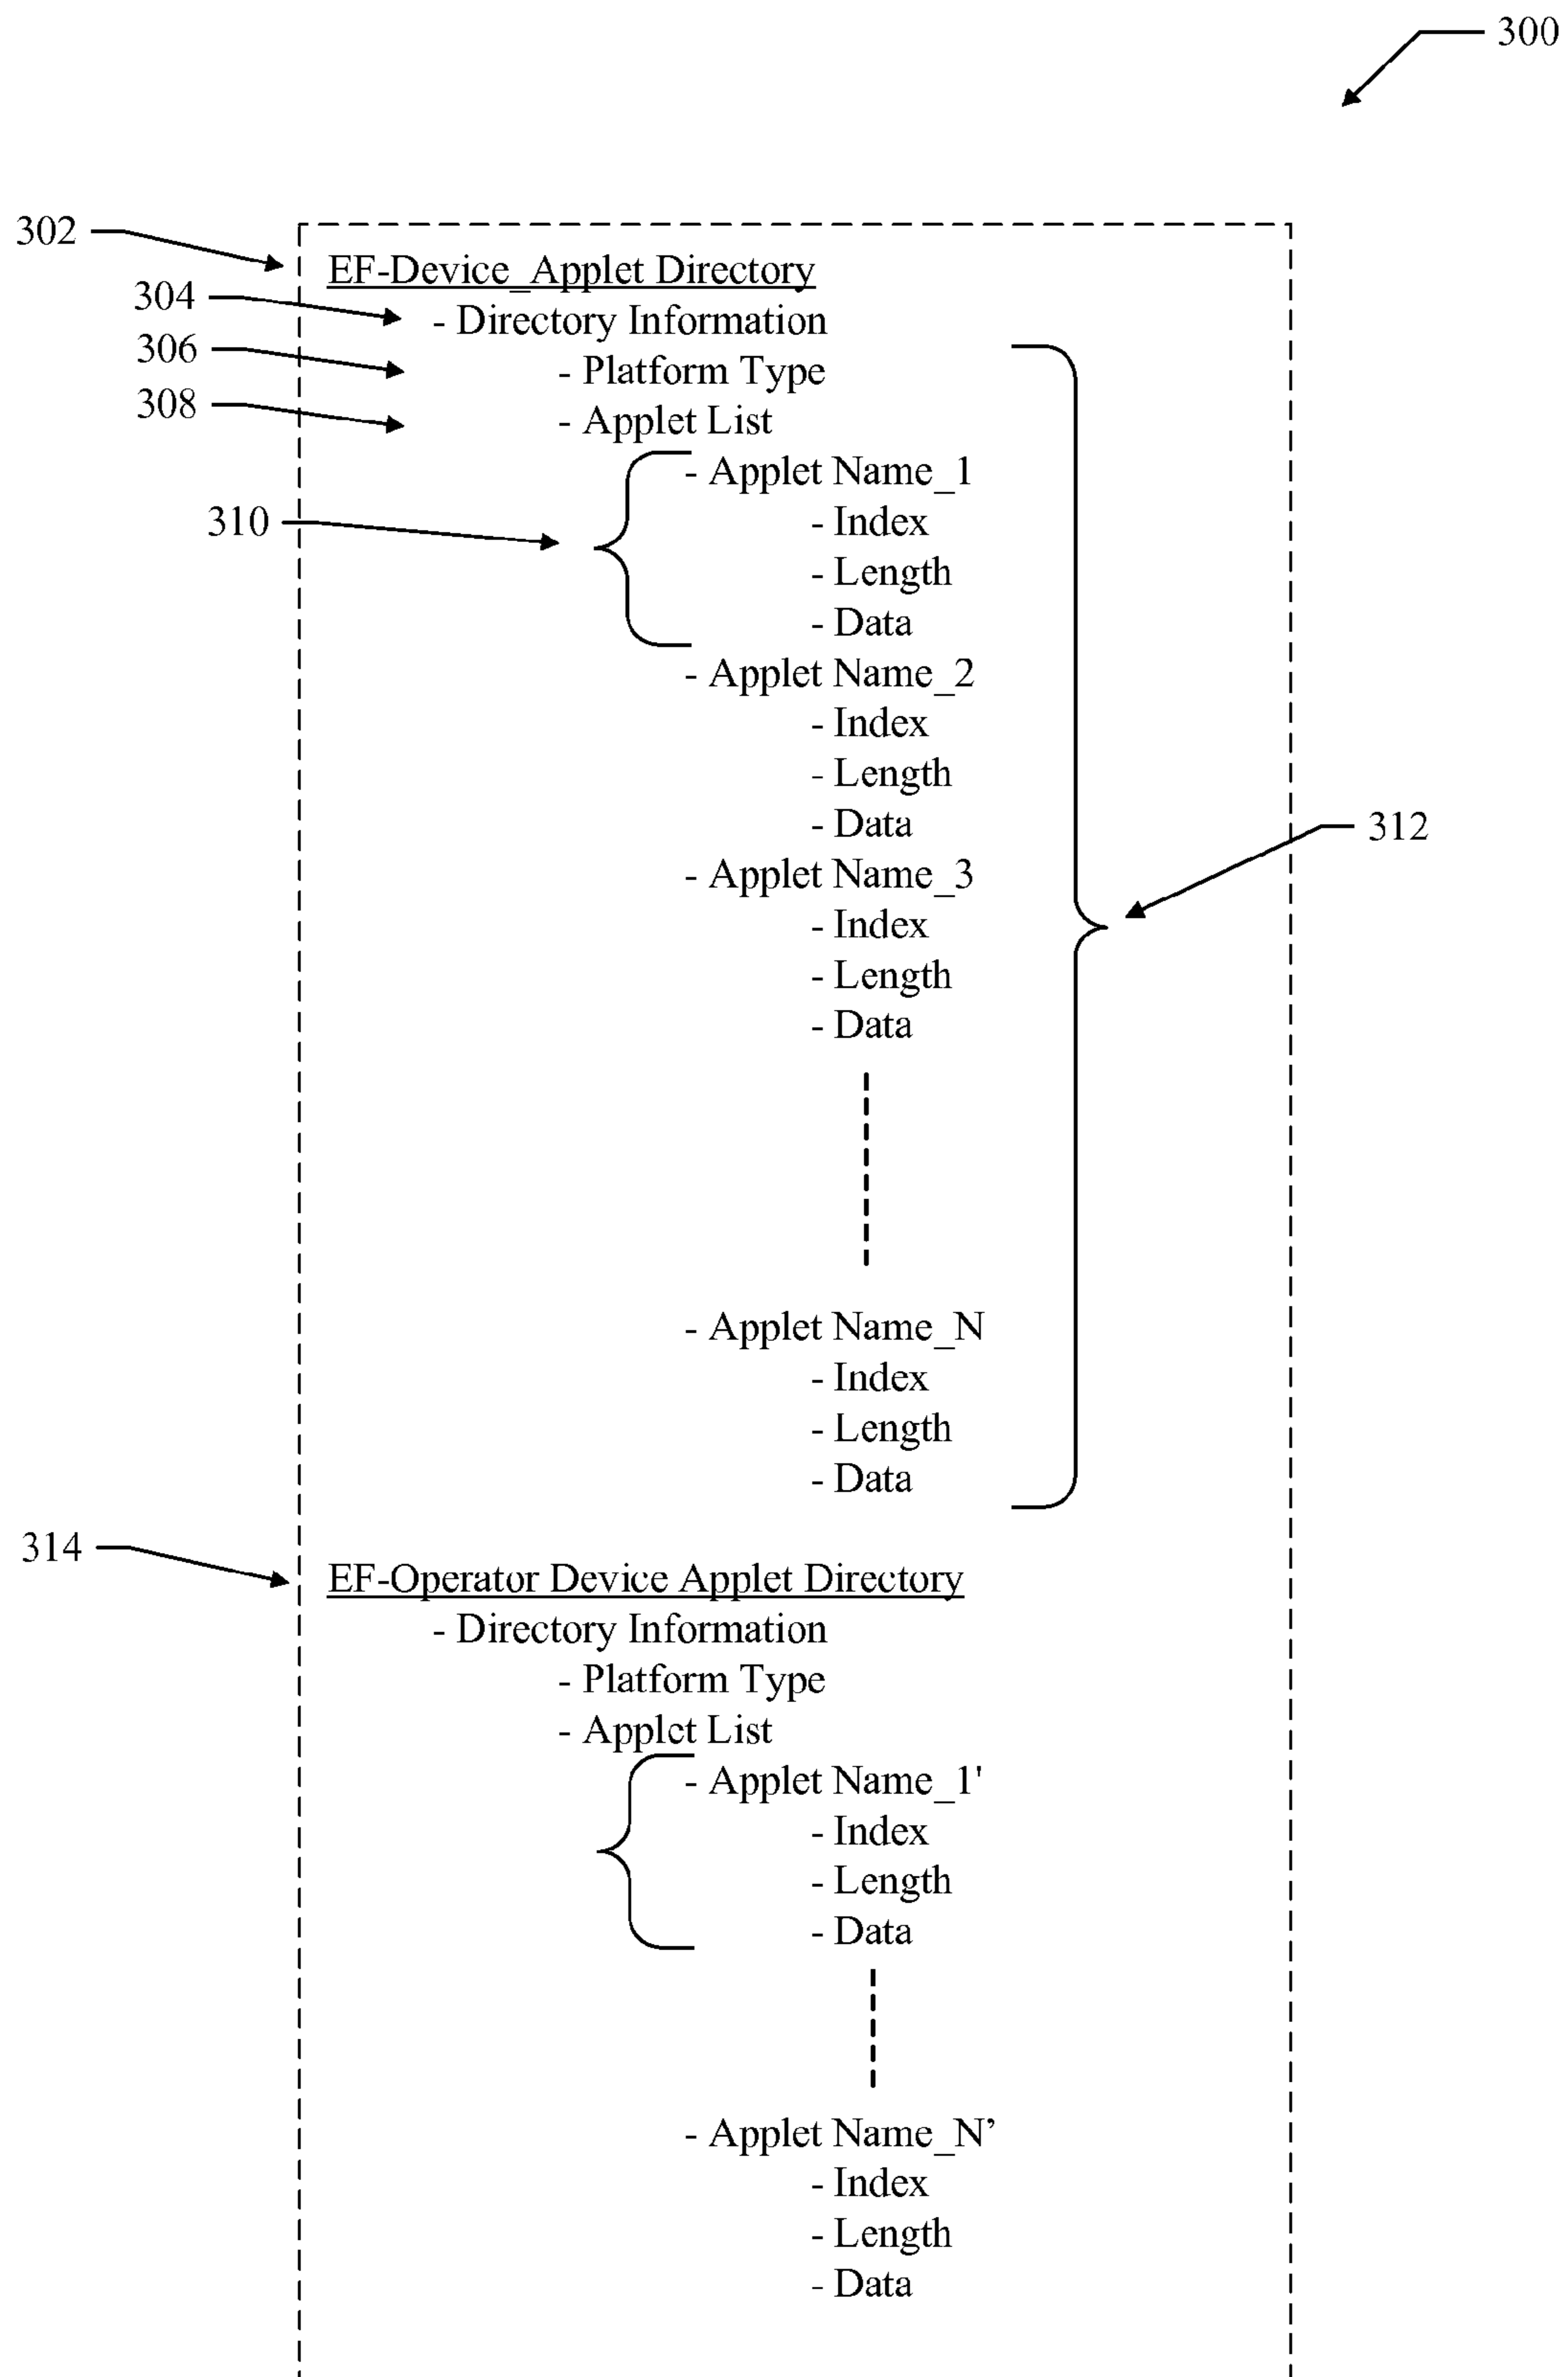 300
302
EF-Device_Applet Directory
304
- Directory Information
306
- Platform Type
308
- Applet List
- Applet Name_1
310
- Index
- Length
- Data
- Applet Name_2
- Index
- Length
- Data
312
- Applet Name_3
- Index
- Length
- Data
- Applet Name_N
- Index
- Length
- Data
314
EF-Operator Device Applet Directory
- Directory Information
- Platform Type
- Applet List
- Applet Name_1'
- Index
- Length
- Data
- Applet Name_N’
- Index
- Length
- Data